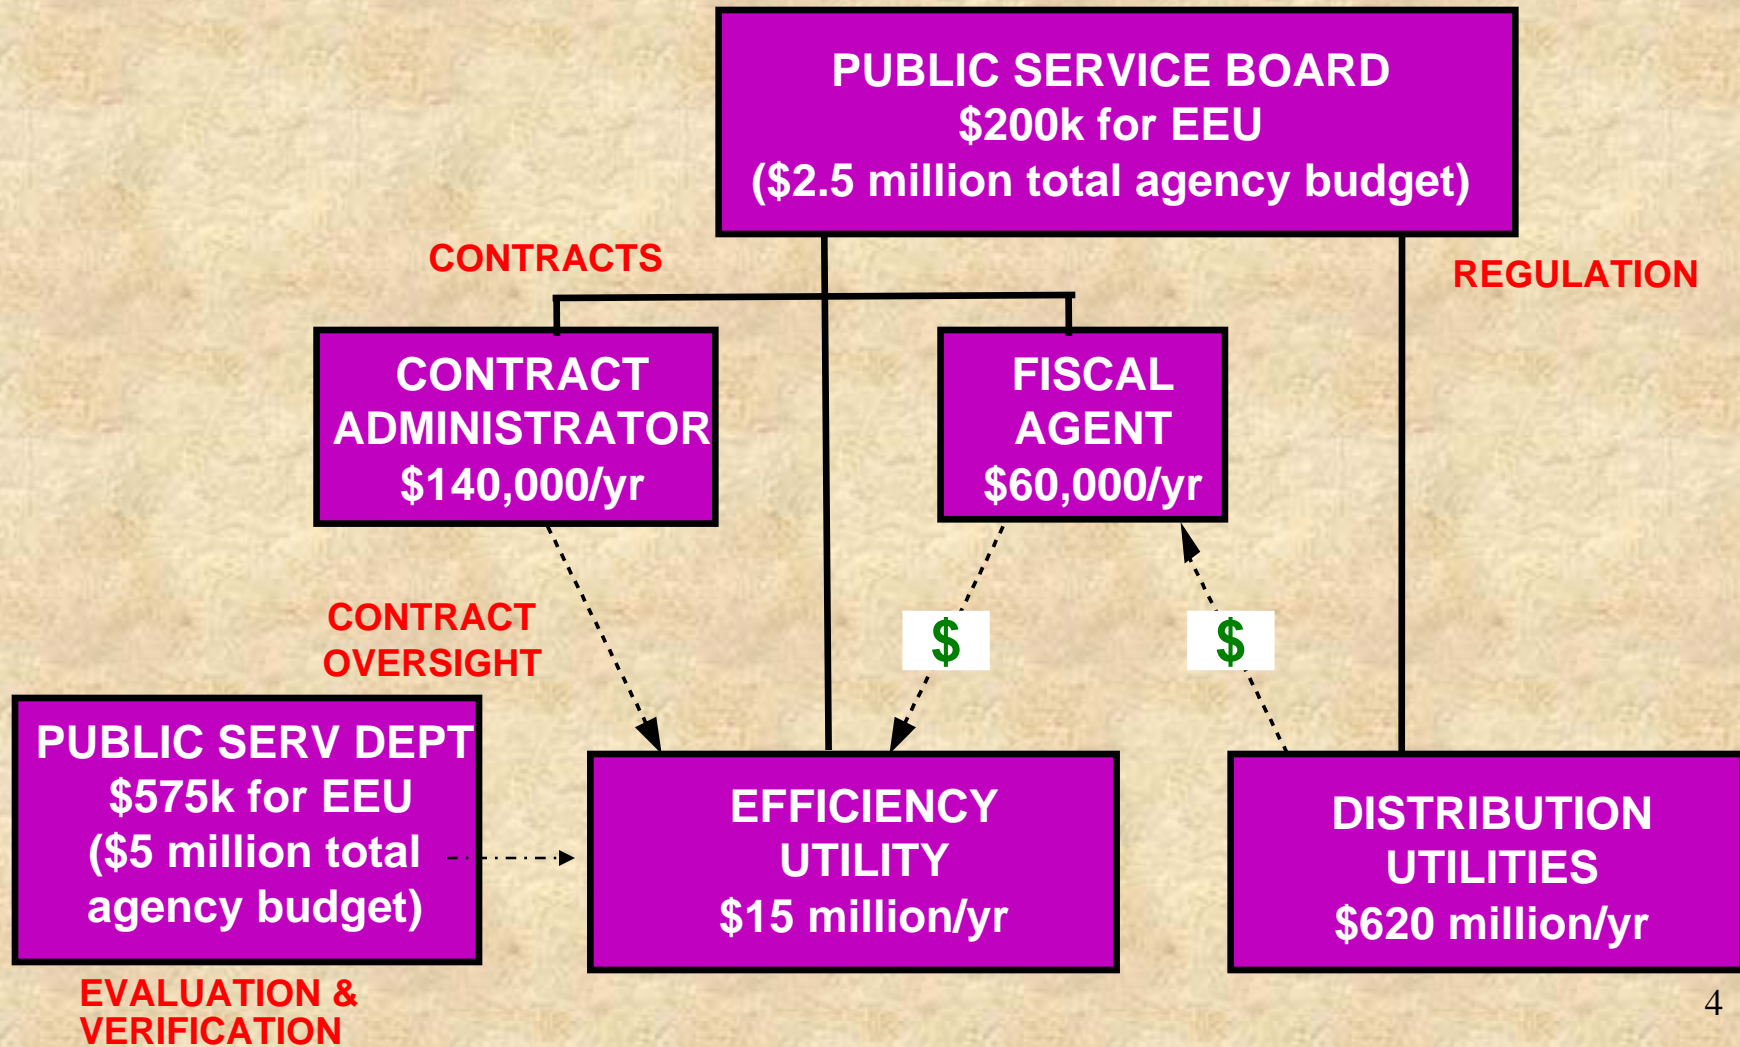 PUBLIC SERVICE BOARD
$200k for EEU
($2.5 million total agency budget)
CONTRACTS
REGULATION
CONTRACT
ADMINISTRATOR
$140,000/yr
FISCAL
AGENT
$60,000/yr
CONTRACT
OVERSIGHT
$
$
PUBLIC SERV DEPT
$575k for EEU
($5 million total
agency budget)
EFFICIENCY
UTILITY
$15 million/yr
DISTRIBUTION
UTILITIES
$620 million/yr
EVALUATION &
VERIFICATION
4